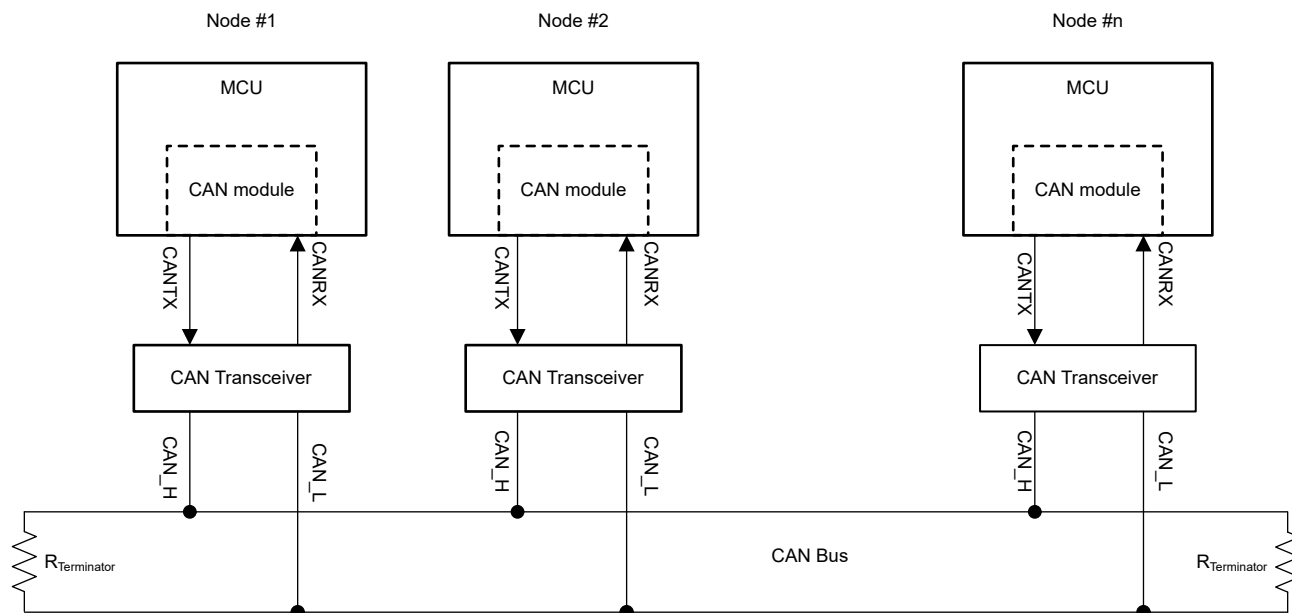 Node #1
Node #2
Node #n
MCU
MCU
MCU
CAN module
CAN module
CAN module
CANTX
CANRX
CANTX
CANRX
CANTX
CANRX
CAN Transceiver
CAN Transceiver
CAN Transceiver
CAN_H
CAN_L
CAN_H
CAN_L
CAN_H
CAN_L
RTerminator
CAN Bus
RTerminator